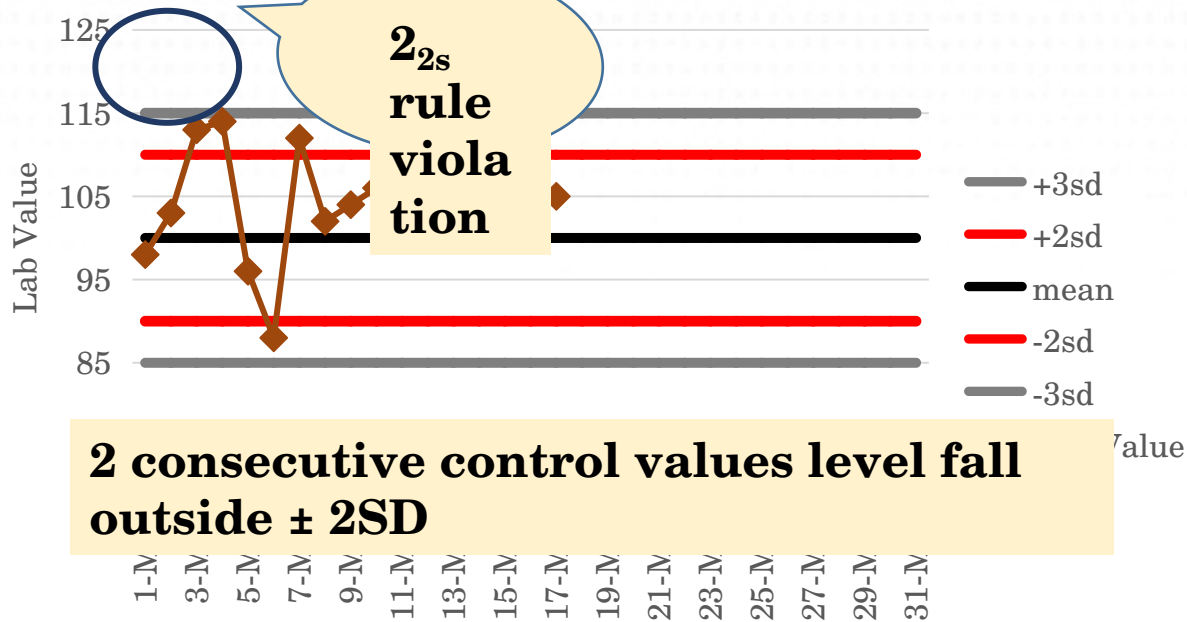 125
2₂ₛ
rule
viola
tion
115
105
95
85
Lab Value
+3sd
+2sd
mean
-2sd
-3sd
2 consecutive control values level fall
outside ± 2SD
1-M
3-M
5-M
7-M
9-M
11-M
13-M
15-M
17-M
19-M
21-M
23-M
25-M
27-M
29-M
31-M